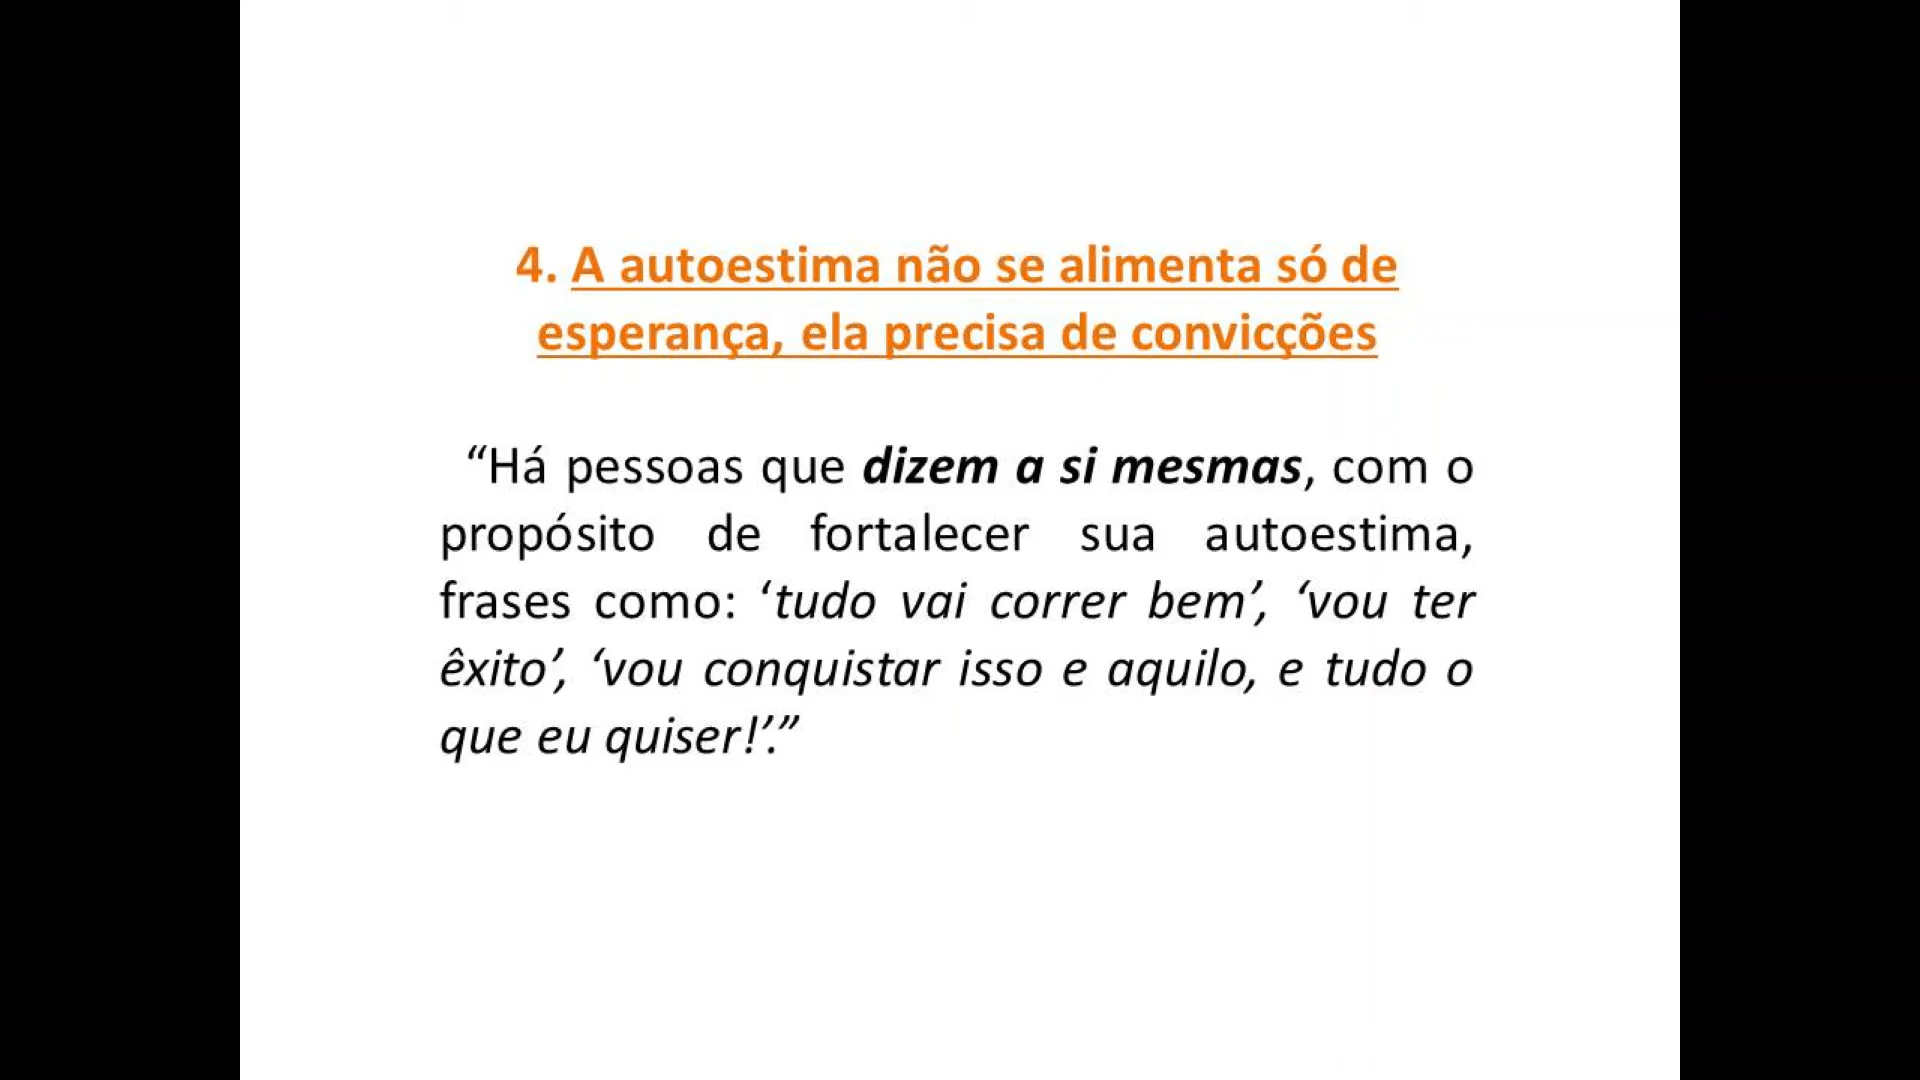 4. A autoestima não se alimenta só de
esperança, ela precisa de convicções
“Há pessoas que dizem a si mesmas, com o
propósito de fortalecer sua autoestima,
frases como: ‘tudo vai correr bem’, ‘vou ter
êxito’, ‘vou conquistar isso e aquilo, e tudo o
que eu quiser!’.”